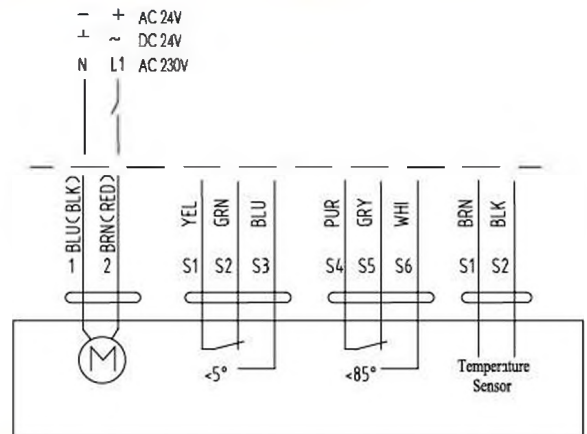 − + AC 24V
⊥ ~ DC 24V
N L1 AC 230V
1 BLU(BLK)
2 BRN(RED)
S1 YEL
S2 GRN
S3 BLU
S4 PUR
S5 GRY
S6 WHI
S1 BRN
S2 BLK
M
<5°
<85°
Temperature
Sensor